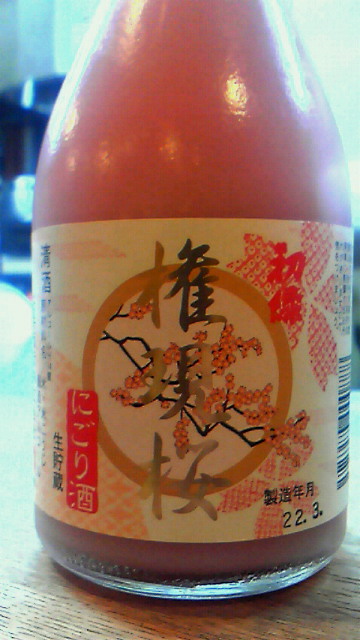 初緑
権現桜
清酒
にごり酒
生貯蔵
製造年月
22.3.